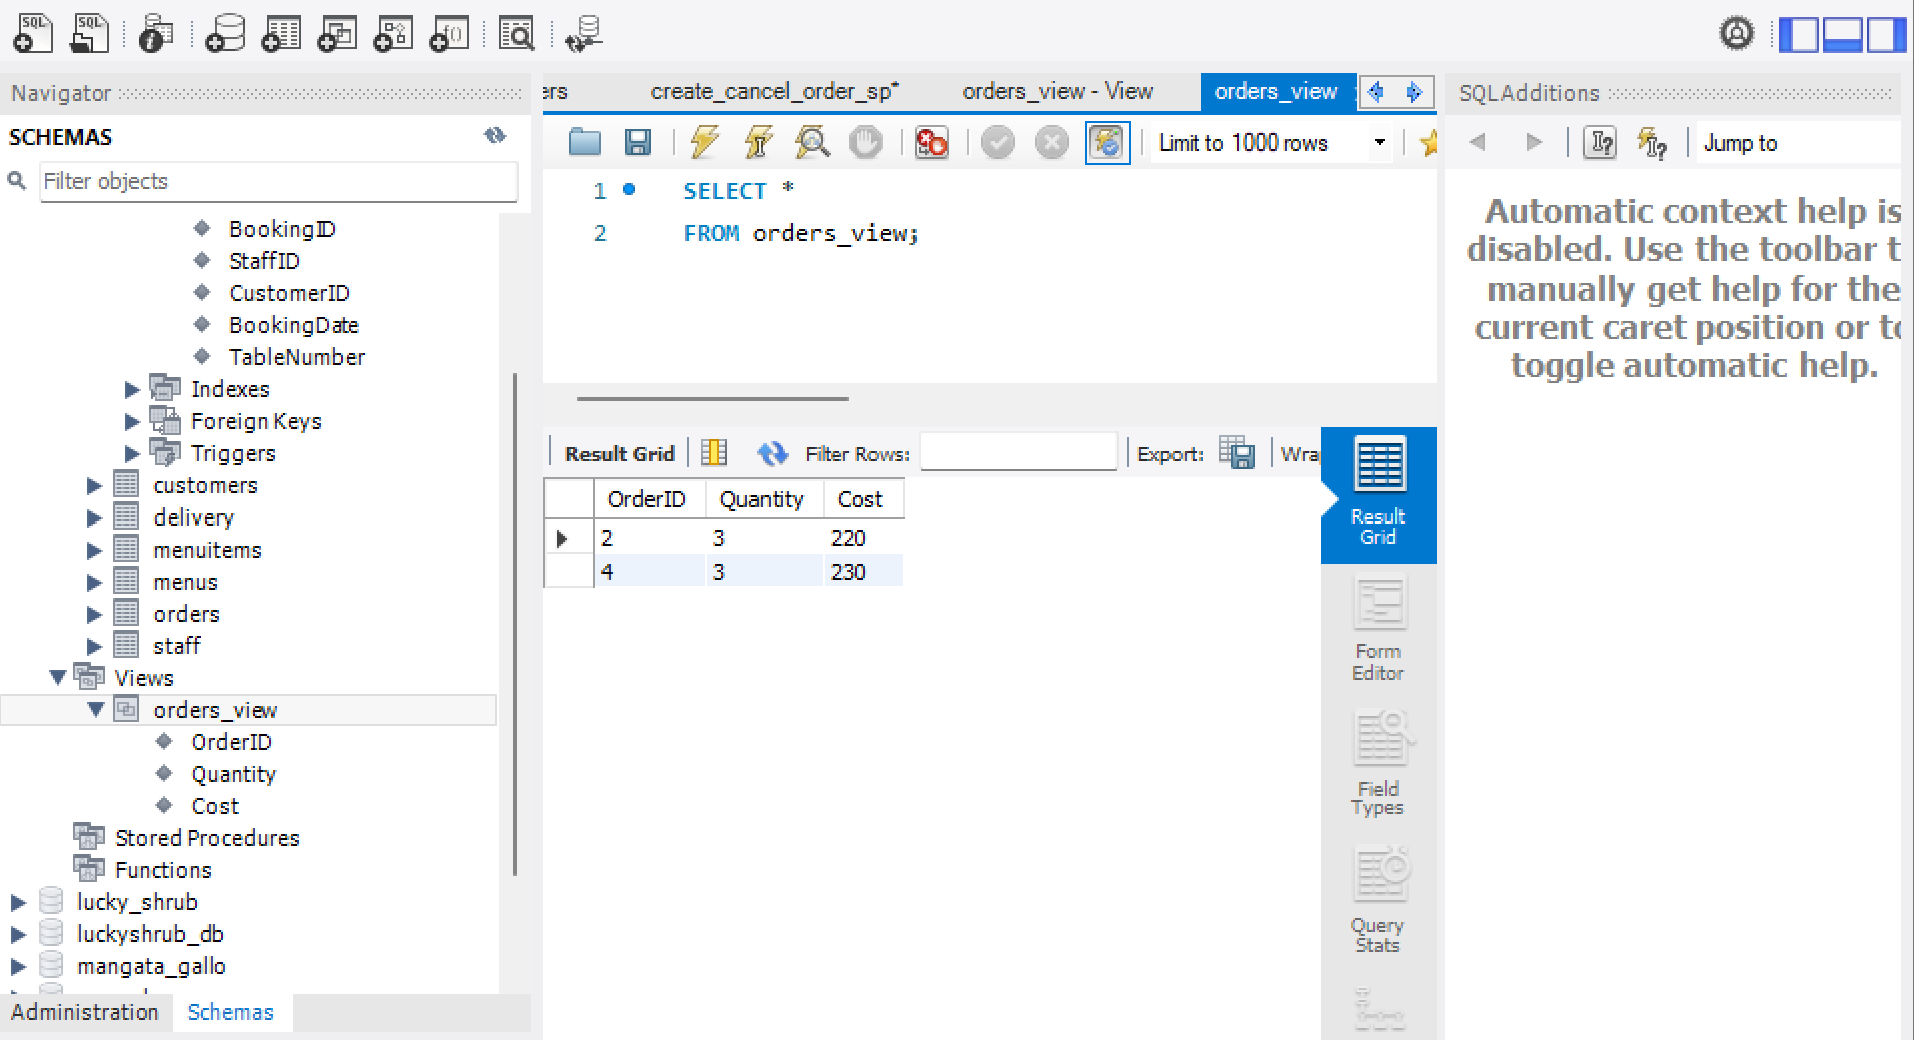 SQL
SQL
Navigator
SCHEMAS
Filter objects
BookingID
StaffID
CustomerID
BookingDate
TableNumber
Indexes
Foreign Keys
Triggers
customers
delivery
menuitems
menus
orders
staff
Views
orders_view
OrderID
Quantity
Cost
Stored Procedures
Functions
lucky_shrub
luckyshrub_db
mangata_gallo
Administration
Schemas
ers
create_cancel_order_sp*
orders_view - View
orders_view
Limit to 1000 rows
1 SELECT *
2 FROM orders_view;
Result Grid
Filter Rows:
Export:
Wrap
OrderID Quantity Cost
2 3 220
4 3 230
Result
Grid
Form
Editor
Field
Types
Query
Stats
SQLAdditions
Jump to
Automatic context help is
disabled. Use the toolbar t
manually get help for the
current caret position or to
toggle automatic help.